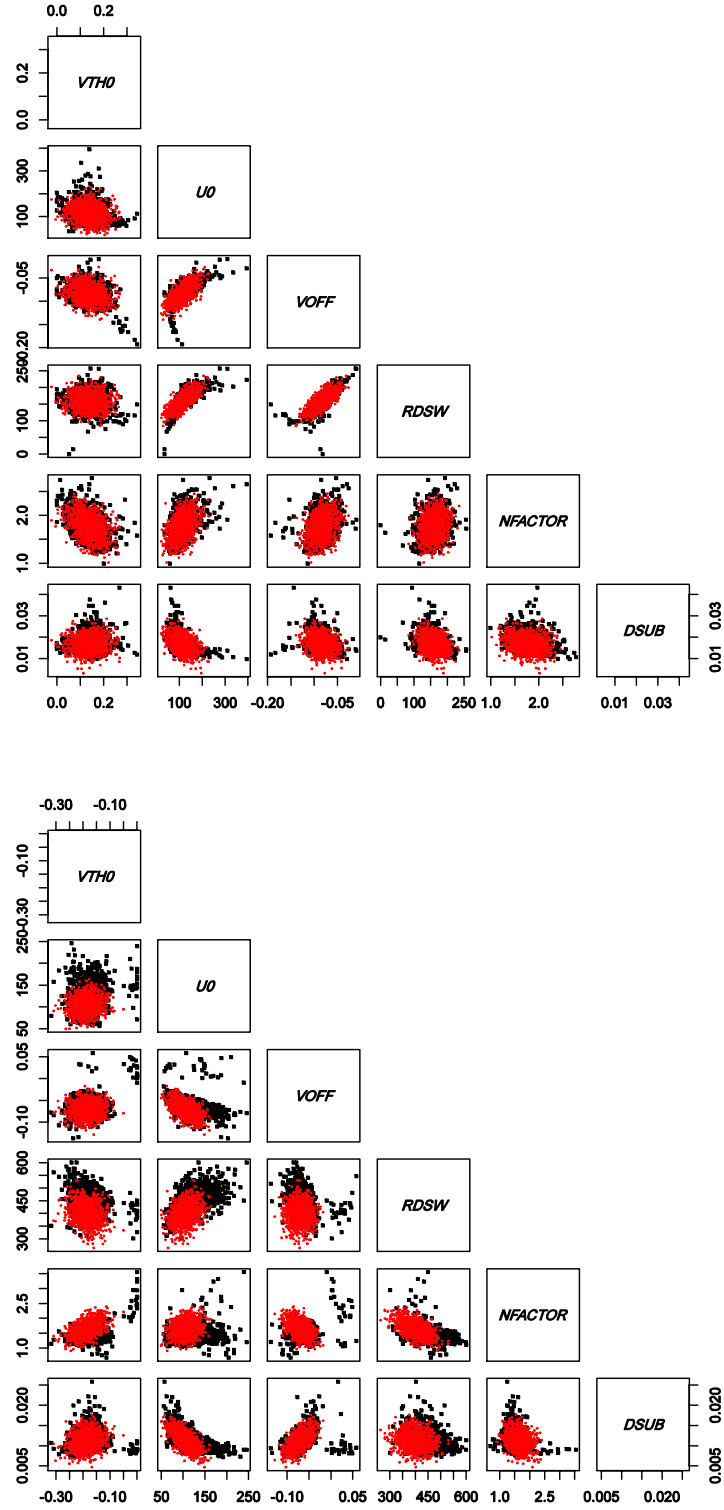 0.0 0.2
VTH0
0.0 0.2
U0
100 300
VOFF
-0.20 -0.05
RDSW
0 100 250
NFACTOR
1.0 2.0
DSUB
0.01 0.03
0.01 0.03
0.0 0.2
100 300
-0.20 -0.05
0 100 250
1.0 2.0
0.01 0.03
-0.30 -0.10
VTH0
-0.30 -0.10
U0
50 150 250
VOFF
-0.10 0.05
RDSW
300 450 600
NFACTOR
1.0 2.5
DSUB
0.005 0.020
0.005 0.020
-0.30 -0.10
50 150 250
-0.10 0.05
300 450 600
1.0 2.5
0.005 0.020